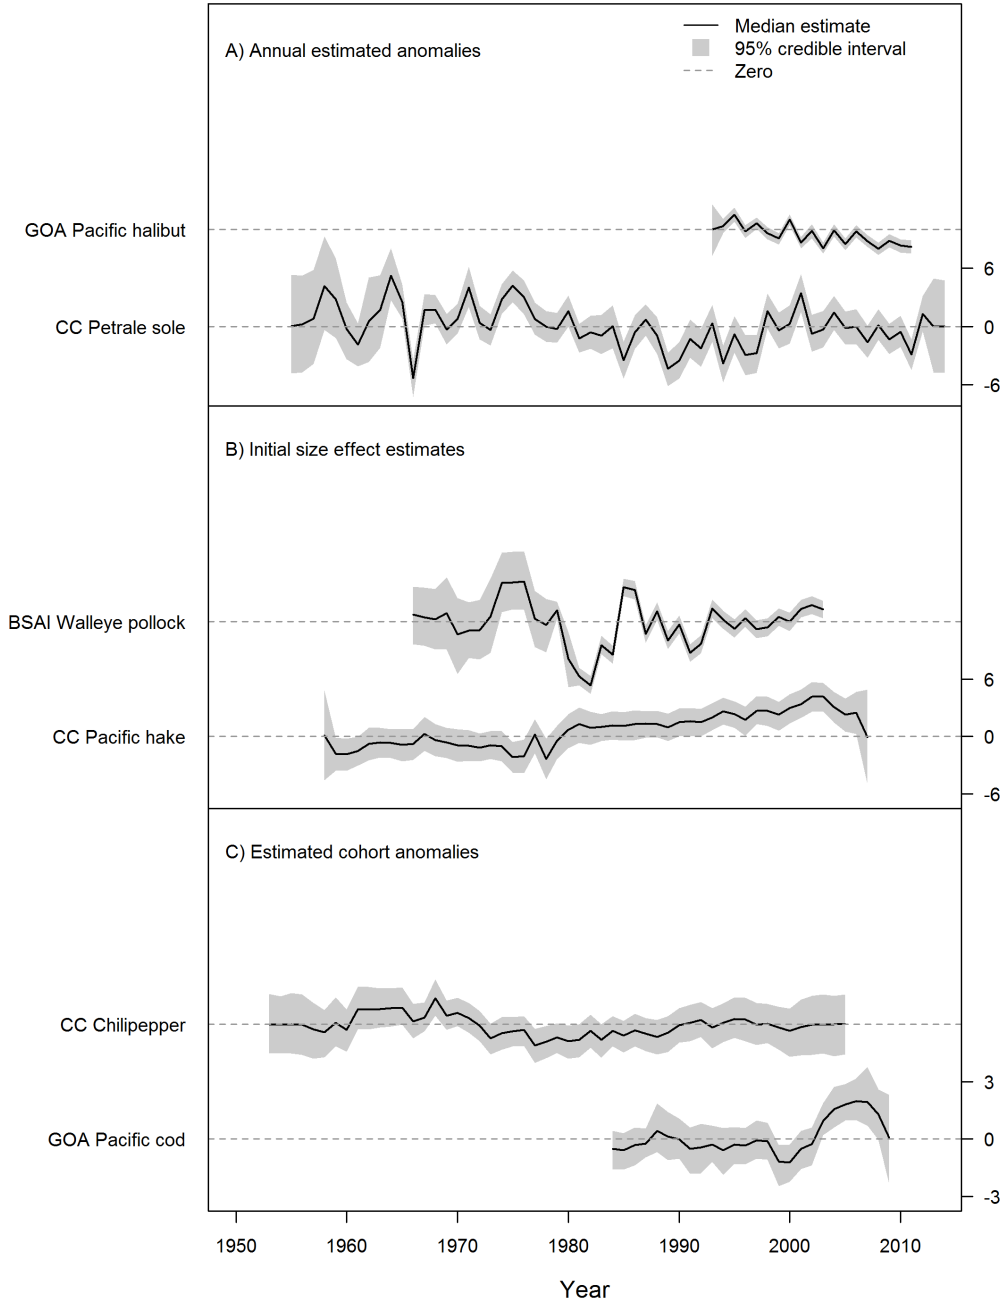 Median estimate
95% credible interval
Zero
A) Annual estimated anomalies
GOA Pacific halibut
CC Petrale sole
6
0
-6
B) Initial size effect estimates
BSAI Walleye pollock
CC Pacific hake
6
0
-6
C) Estimated cohort anomalies
CC Chilipepper
GOA Pacific cod
3
0
-3
1950 1960 1970 1980 1990 2000 2010
Year